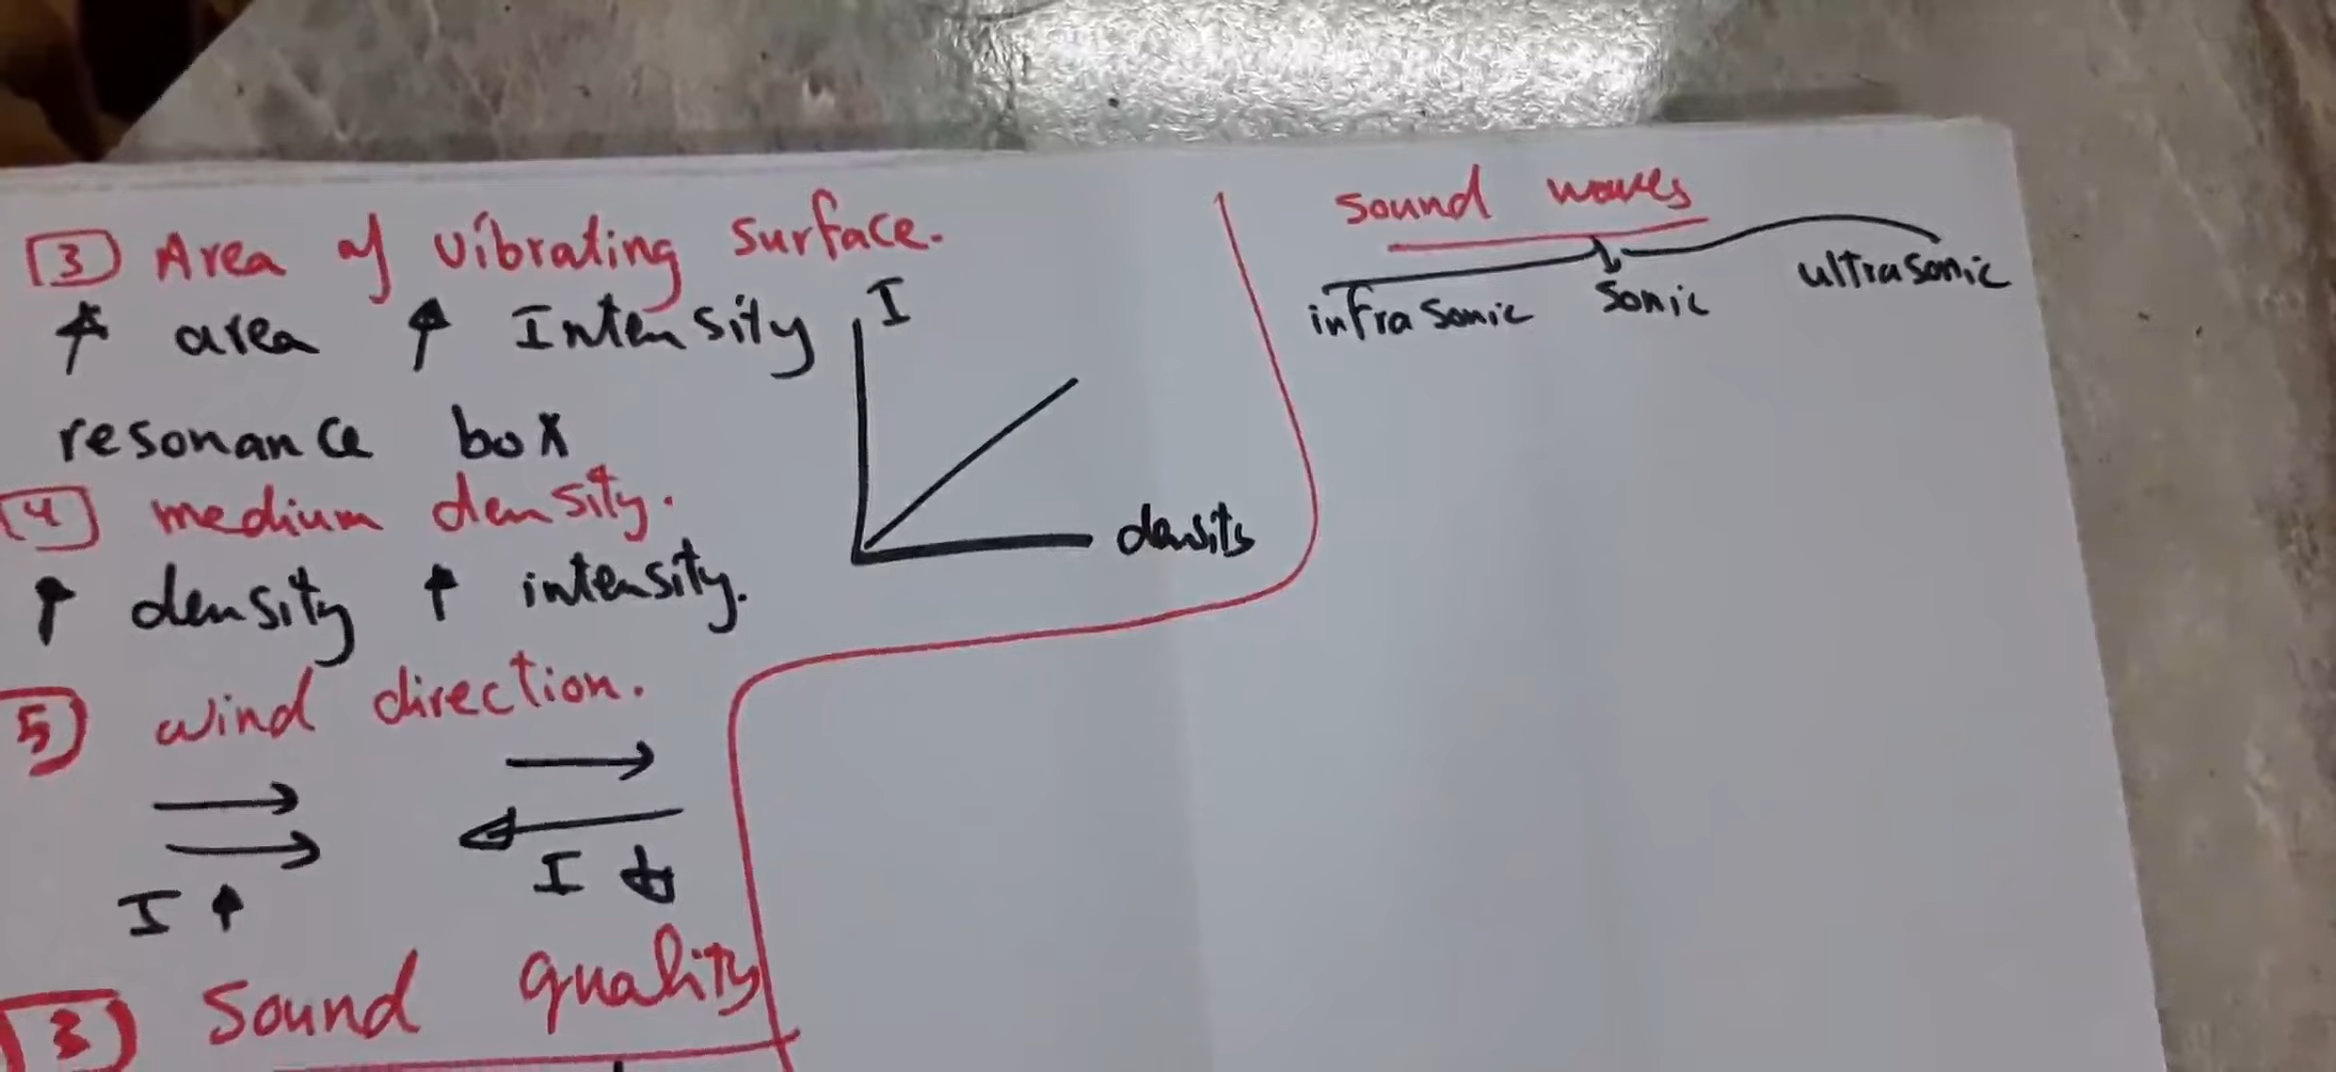 3 Area of vibrating surface.
↑ area ↑ Intensity
resonance box
I
density
4 medium density.
↑ density ↑ intensity.
5 wind direction.
→ →
→ ←
I ↑ I ↓
3 Sound quality
sound waves
infrasonic sonic ultrasonic